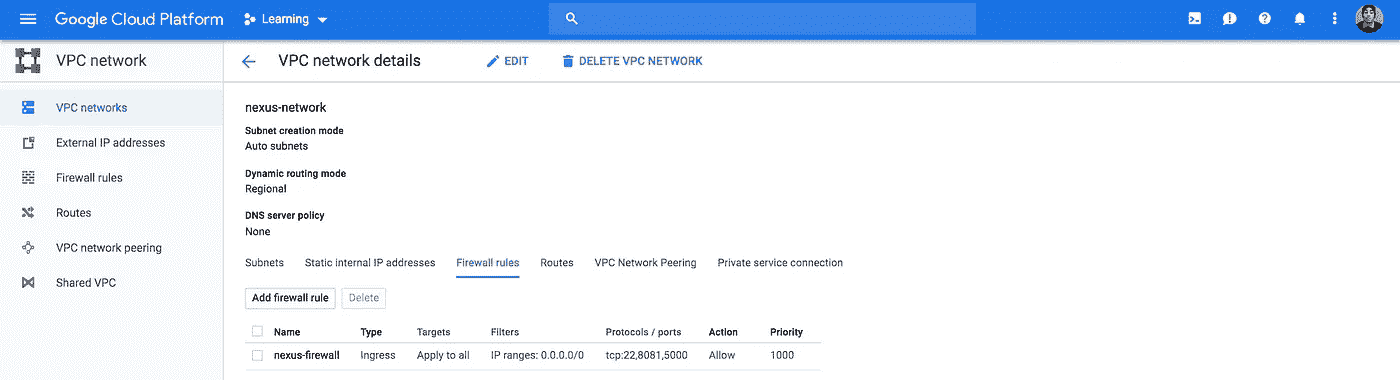 Google Cloud Platform Learning
VPC network VPC network details EDIT DELETE VPC NETWORK
VPC networks
External IP addresses
Firewall rules
Routes
VPC network peering
Shared VPC
nexus-network
Subnet creation mode
Auto subnets
Dynamic routing mode
Regional
DNS server policy
None
Subnets Static internal IP addresses Firewall rules Routes VPC Network Peering Private service connection
Add firewall rule Delete
Name Type Targets Filters Protocols / ports Action Priority
nexus-firewall Ingress Apply to all IP ranges: 0.0.0.0/0 tcp:22,8081,5000 Allow 1000